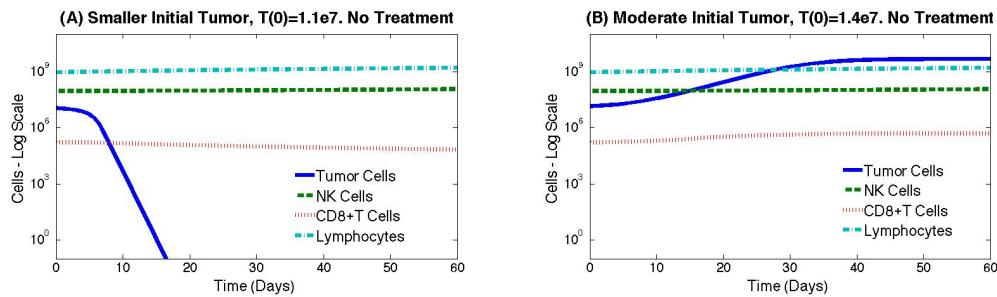 (A) Smaller Initial Tumor, T(0)=1.1e7. No Treatment
Cells - Log Scale
10^9
10^6
10^3
10^0
0 10 20 30 40 50 60
Time (Days)
Tumor Cells
NK Cells
CD8+T Cells
Lymphocytes
(B) Moderate Initial Tumor, T(0)=1.4e7. No Treatment
Cells - Log Scale
10^9
10^6
10^3
10^0
0 10 20 30 40 50 60
Time (Days)
Tumor Cells
NK Cells
CD8+T Cells
Lymphocytes